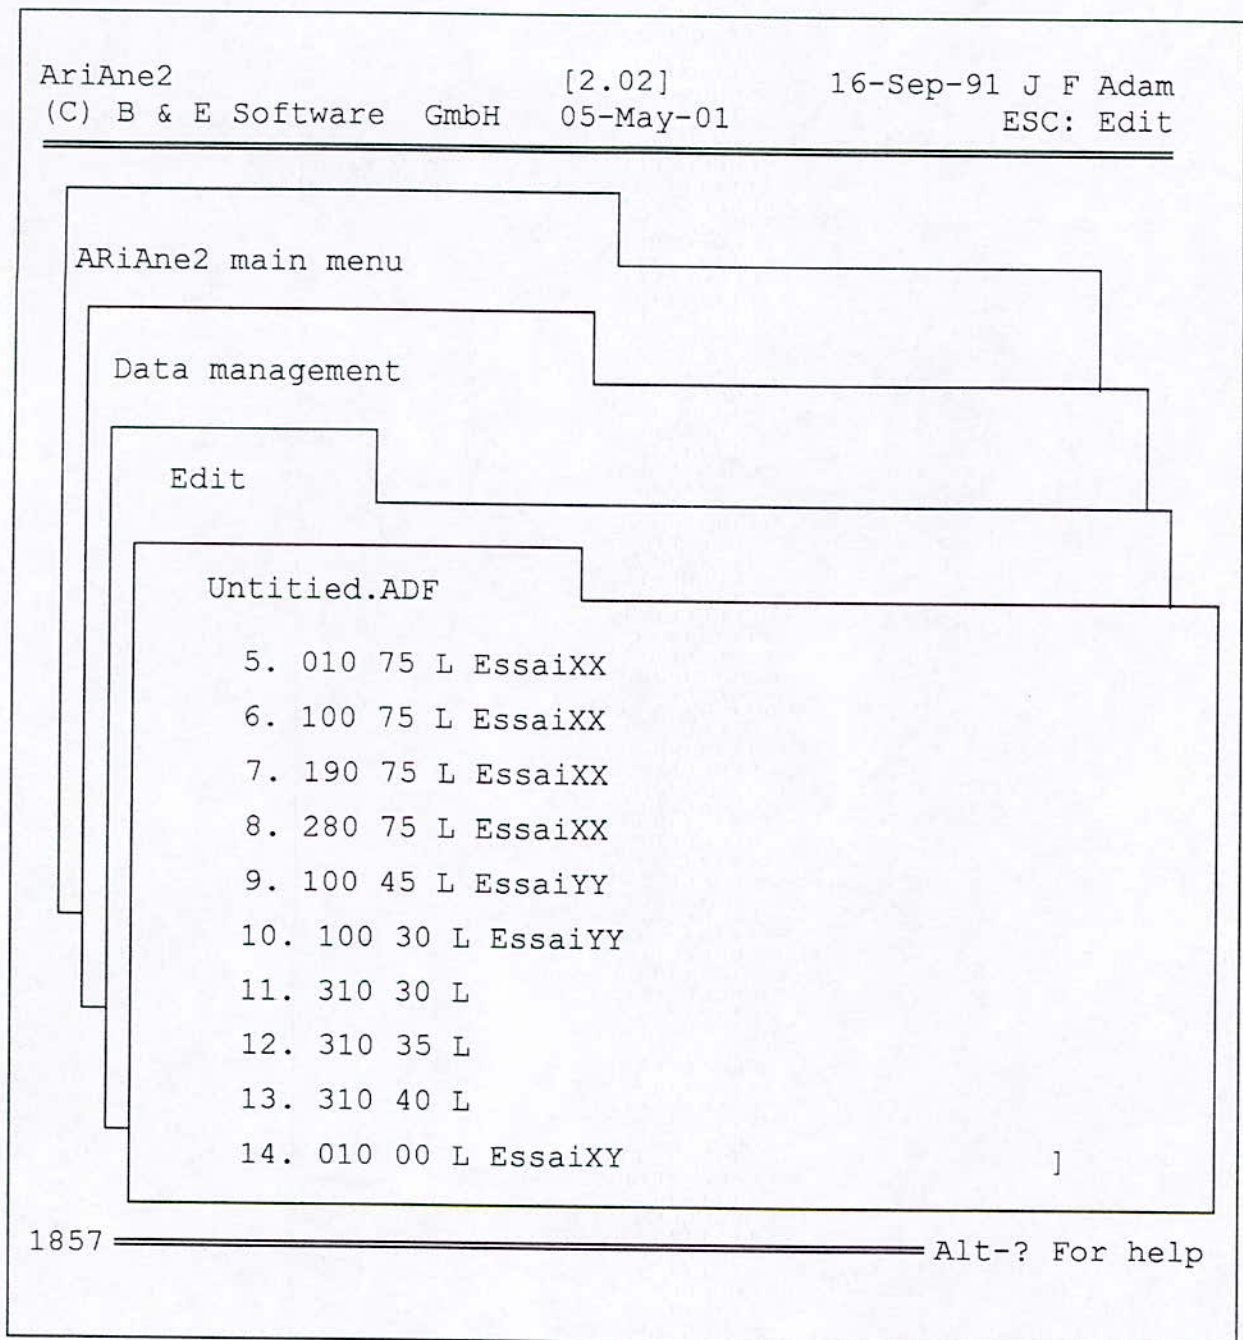 AriAne2 [2.02] 16-Sep-91 J F Adam
(C) B & E Software GmbH 05-May-01 ESC: Edit
ARiAne2 main menu
Data management
Edit
Untitied.ADF
5. 010 75 L EssaiXX
6. 100 75 L EssaiXX
7. 190 75 L EssaiXX
8. 280 75 L EssaiXX
9. 100 45 L EssaiYY
10. 100 30 L EssaiYY
11. 310 30 L
12. 310 35 L
13. 310 40 L
14. 010 00 L EssaiXY ]
1857 Alt-? For help